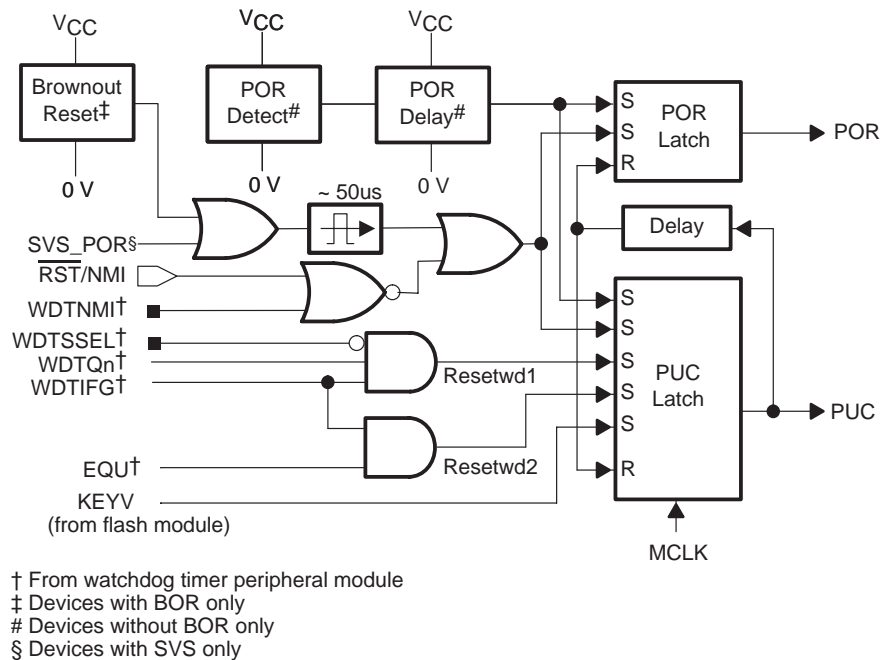 VCC
VCC
VCC
Brownout
Reset‡
POR
Detect#
POR
Delay#
S
S
R
POR
Latch
POR
0 V
0 V
0 V
~ 50us
Delay
SVS_POR§
RST/NMI
WDTNMI†
WDTSSEL†
WDTQn†
WDTIFG†
Resetwd1
EQU†
Resetwd2
KEYV
(from flash module)
S
S
S
S
S
R
PUC
Latch
PUC
MCLK
† From watchdog timer peripheral module
‡ Devices with BOR only
# Devices without BOR only
§ Devices with SVS only